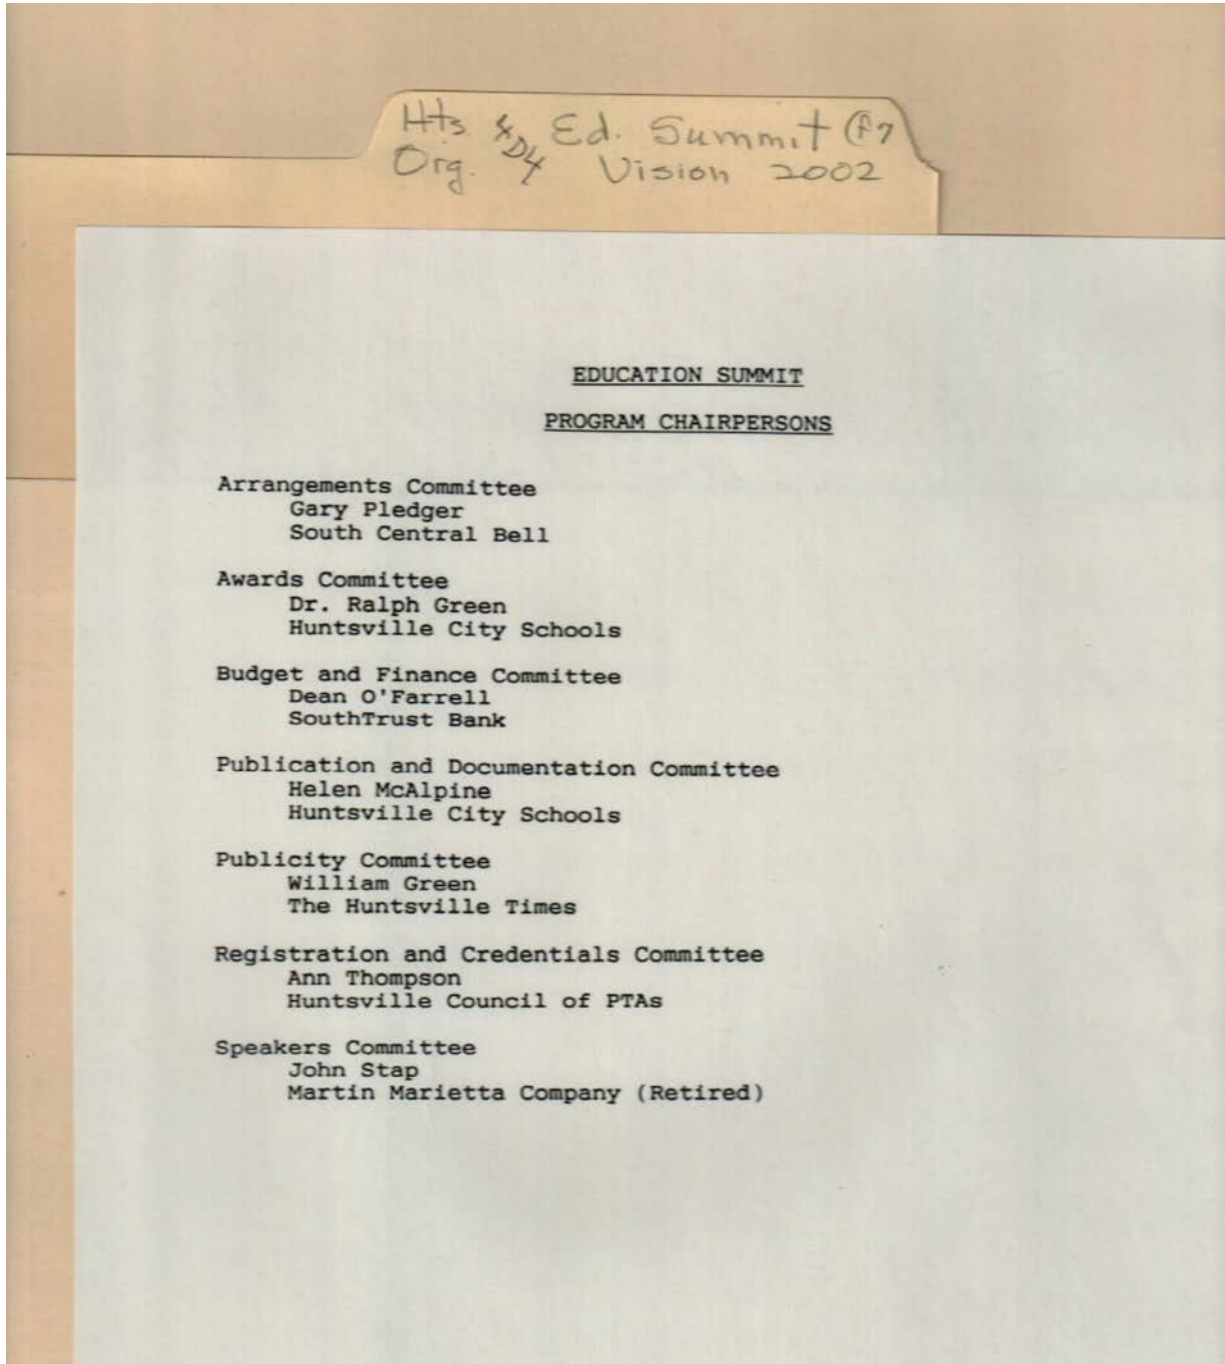 Hts Ed. Summit
Org. D4 Vision 2002
EDUCATION SUMMIT
PROGRAM CHAIRPERSONS
Arrangements Committee
Gary Pledger
South Central Bell
Awards Committee
Dr. Ralph Green
Huntsville City Schools
Budget and Finance Committee
Dean O'Farrell
SouthTrust Bank
Publication and Documentation Committee
Helen McAlpine
Huntsville City Schools
Publicity Committee
William Green
The Huntsville Times
Registration and Credentials Committee
Ann Thompson
Huntsville Council of PTAs
Speakers Committee
John Stap
Martin Marietta Company (Retired)